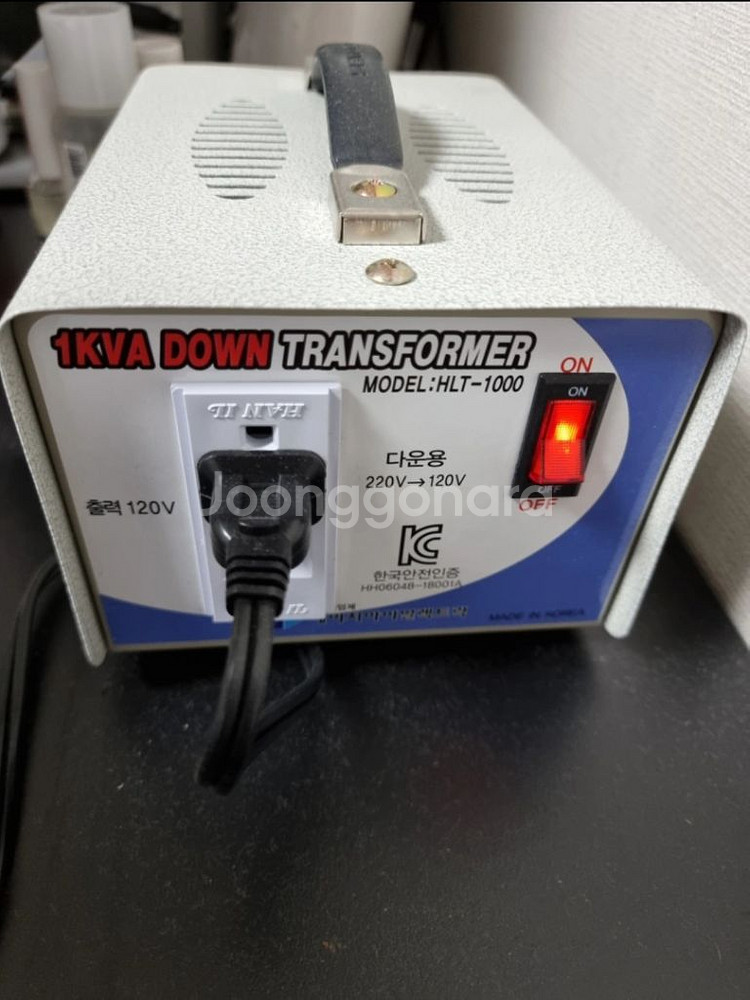 1KVA DOWN TRANSFORMER
MODEL:HLT-1000
ON
ON
HAN IL
다운용
220V→120V
출력 120V
Joonggonara
OFF
한국안전인증
HH06048-18001A
MADE IN KOREA